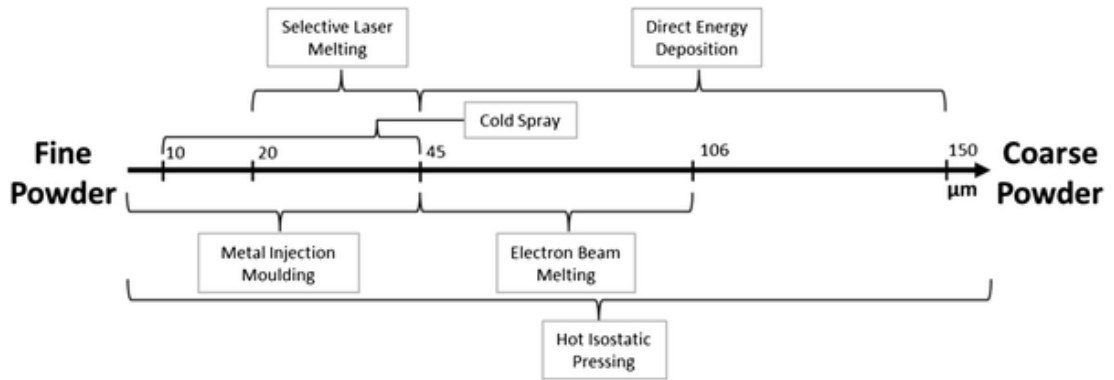 Selective Laser
Melting
Direct Energy
Deposition
Cold Spray
Fine
Powder
10
20
45
106
150
μm
Coarse
Powder
Metal Injection
Moulding
Electron Beam
Melting
Hot Isostatic
Pressing